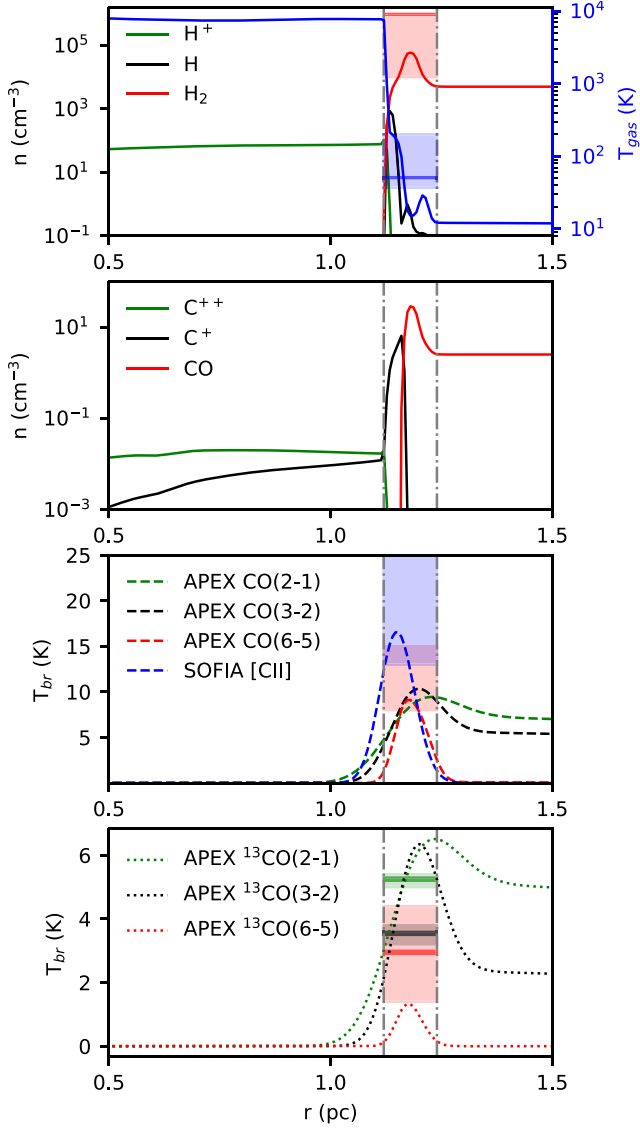 10⁵
10³
10¹
10⁻¹
n (cm⁻³)
H⁺
H
H₂
10⁴
10³
10²
10¹
T_gas (K)
0.5
1.0
1.5
10¹
10⁻¹
10⁻³
n (cm⁻³)
C⁺⁺
C⁺
CO
0.5
1.0
1.5
25
20
15
10
5
T_br (K)
APEX CO(2-1)
APEX CO(3-2)
APEX CO(6-5)
SOFIA [CII]
0.5
1.0
1.5
6
4
2
0
T_br (K)
APEX ¹³CO(2-1)
APEX ¹³CO(3-2)
APEX ¹³CO(6-5)
0.5
1.0
1.5
r (pc)